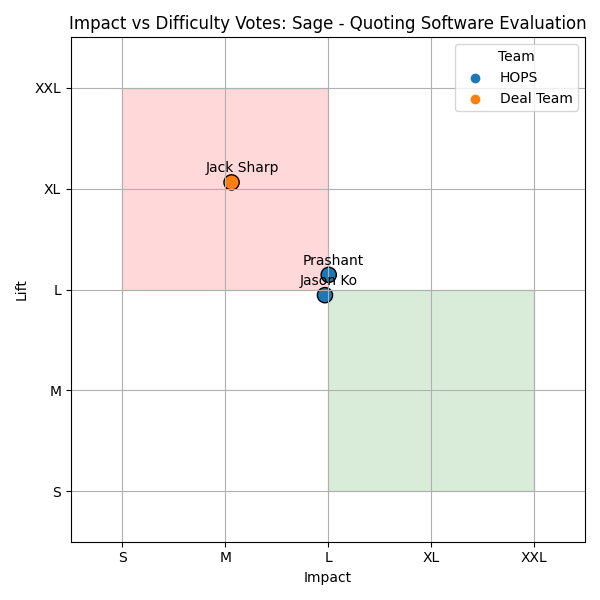 Impact vs Difficulty Votes: Sage - Quoting Software Evaluation
Team
HOPS
Deal Team
XXL
Jack Sharp
XL
Prashant
Jason Ko
L
Lift
M
S
S
M
L
XL
XXL
Impact